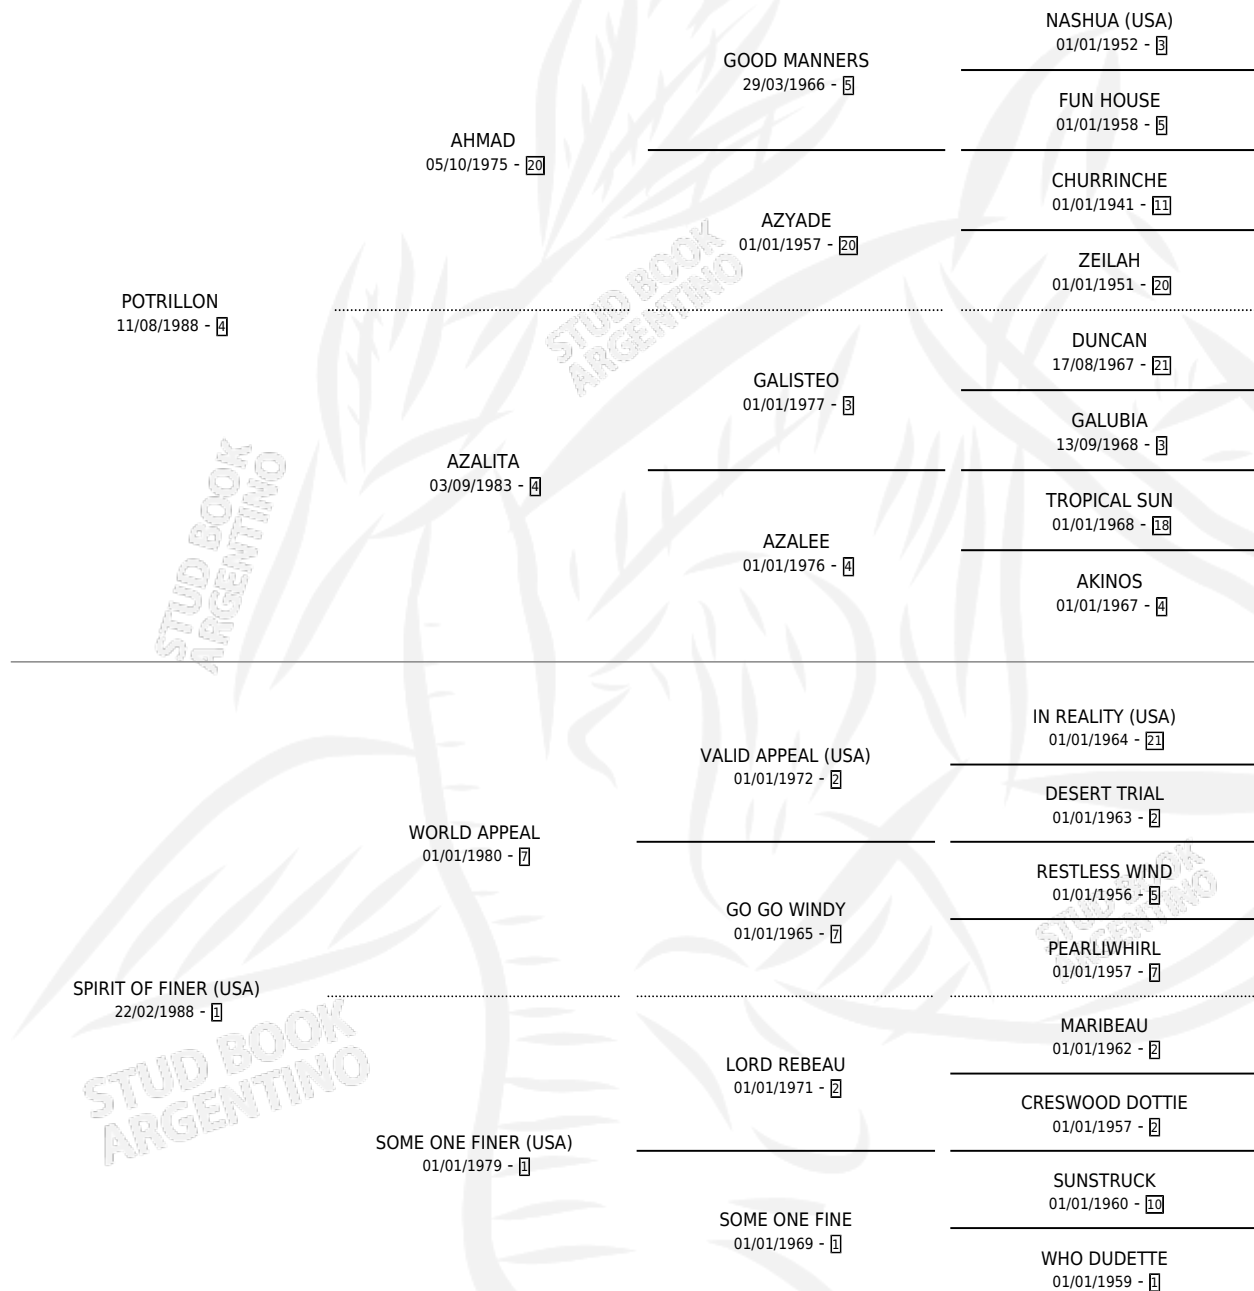 NASHUA (USA)
01/01/1952 - 3
GOOD MANNERS
29/03/1966 - 5
FUN HOUSE
01/01/1958 - 5
AHMAD
05/10/1975 - 20
CHURRINCHE
01/01/1941 - 11
AZYADE
01/01/1957 - 20
ZEILAH
01/01/1951 - 20
POTRILLON
11/08/1988 - 4
STUD BOOK
ARGENTINO
DUNCAN
17/08/1967 - 21
GALISTEO
01/01/1977 - 3
GALUBIA
13/09/1968 - 3
AZALITA
03/09/1983 - 4
TROPICAL SUN
01/01/1968 - 18
AZALEE
01/01/1976 - 4
AKINOS
01/01/1967 - 4
STUD BOOK
ARGENTINO
IN REALITY (USA)
01/01/1964 - 21
VALID APPEAL (USA)
01/01/1972 - 2
DESERT TRIAL
01/01/1963 - 2
WORLD APPEAL
01/01/1980 - 7
RESTLESS WIND
01/01/1956 - 5
GO GO WINDY
01/01/1965 - 7
STUD BOOK
ARGENTINO
PEARLIWHIRL
01/01/1957 - 7
SPIRIT OF FINER (USA)
22/02/1988 - 1
STUD BOOK
ARGENTINO
MARIBEAU
01/01/1962 - 2
LORD REBEAU
01/01/1971 - 2
CRESWOOD DOTTIE
01/01/1957 - 2
SOME ONE FINER (USA)
01/01/1979 - 1
SUNSTRUCK
01/01/1960 - 10
SOME ONE FINE
01/01/1969 - 1
WHO DUDETTE
01/01/1959 - 1